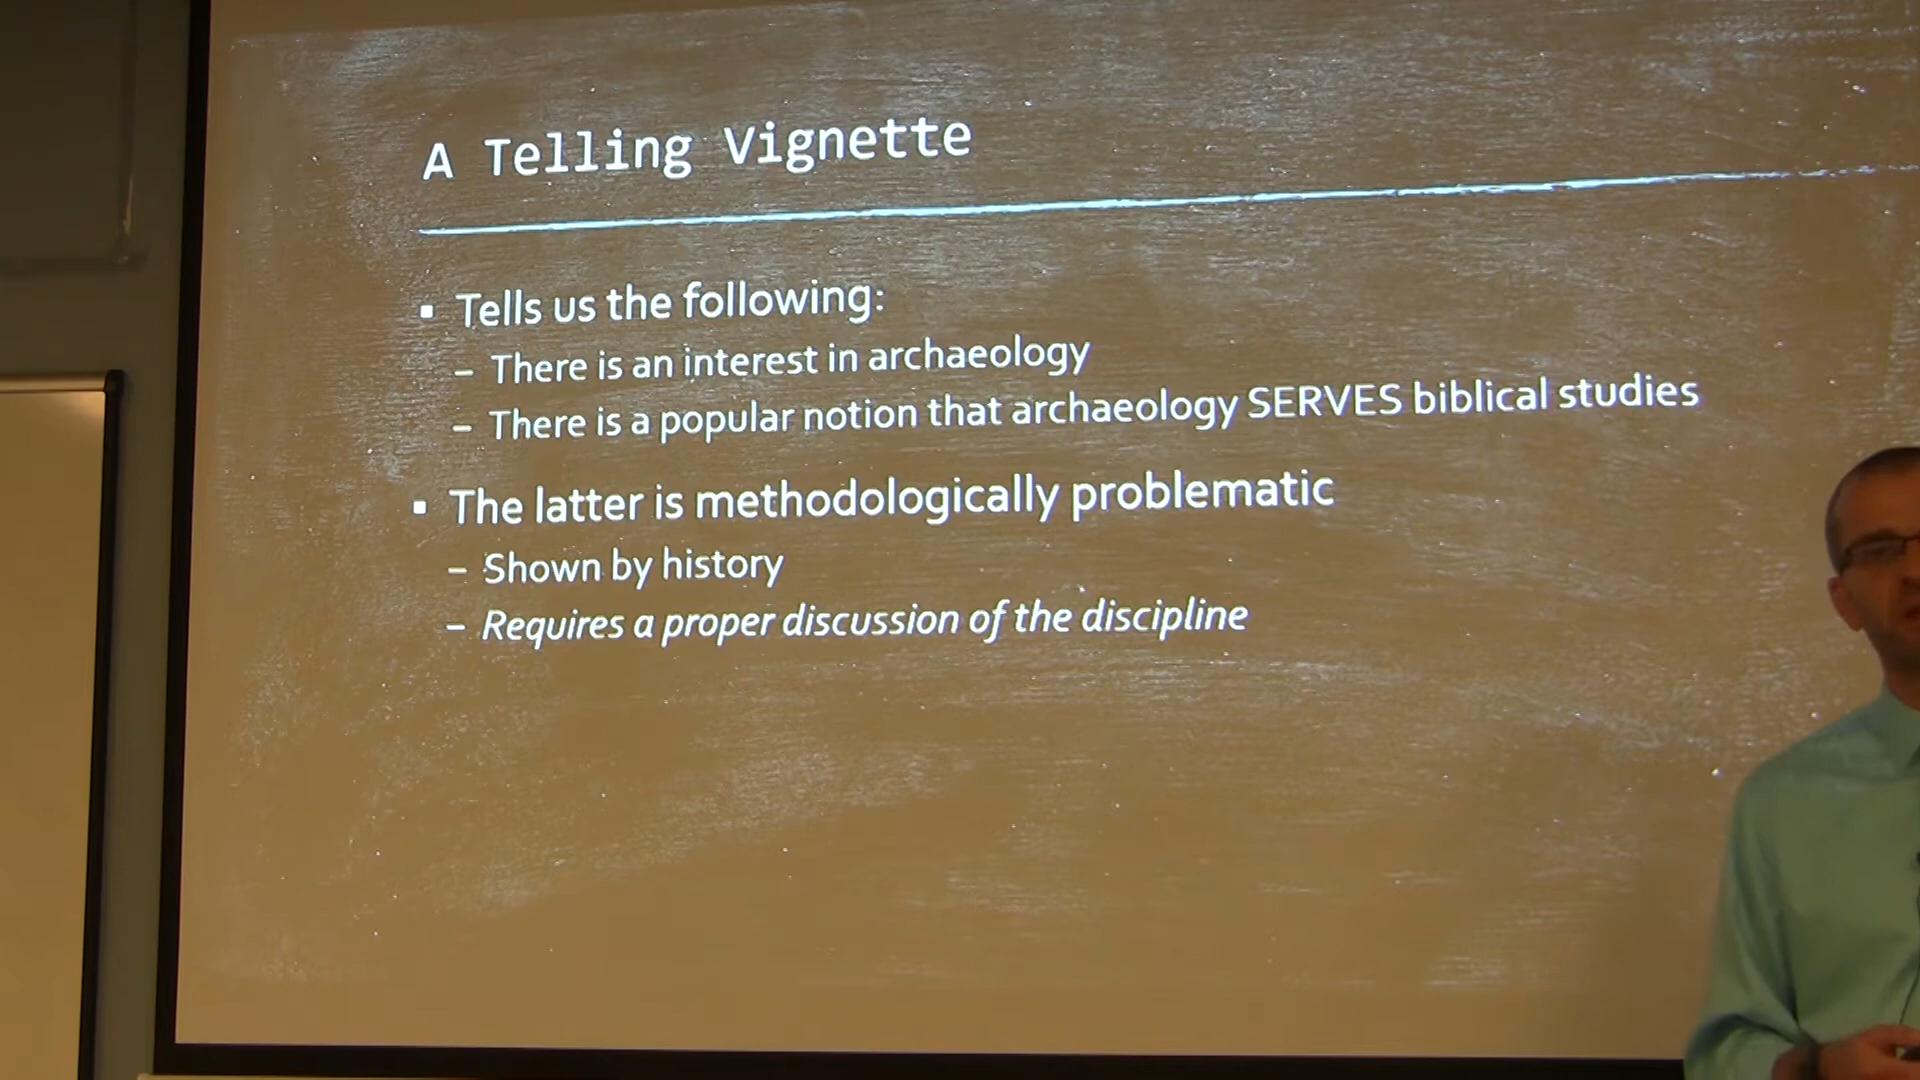 A Telling Vignette
▪ Tells us the following:
– There is an interest in archaeology
– There is a popular notion that archaeology SERVES biblical studies
▪ The latter is methodologically problematic
– Shown by history
– Requires a proper discussion of the discipline